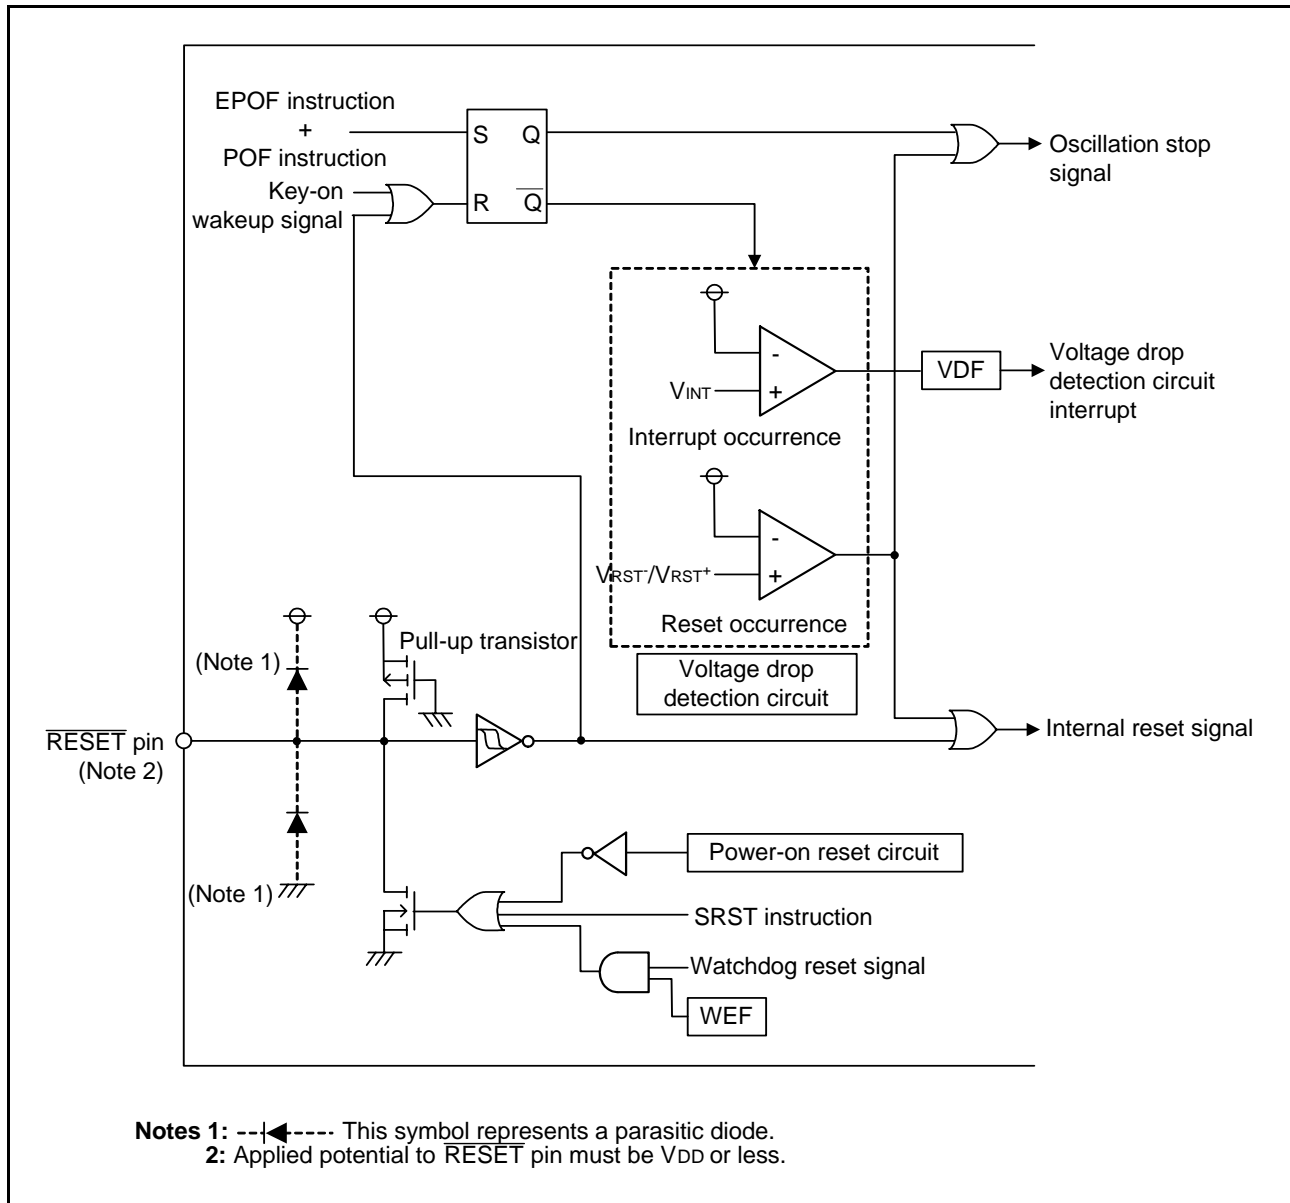 EPOF instruction
+
POF instruction
Key-on
wakeup signal
S Q
R Q̅
Oscillation stop
signal
-
VINT
+
Interrupt occurrence
VDF
Voltage drop
detection circuit
interrupt
-
VRST-/VRST+
+
Reset occurrence
Voltage drop
detection circuit
(Note 1)
Pull-up transistor
R̅E̅S̅E̅T̅ pin
(Note 2)
Internal reset signal
(Note 1)
Power-on reset circuit
SRST instruction
Watchdog reset signal
WEF
Notes 1: This symbol represents a parasitic diode.
2: Applied potential to R̅E̅S̅E̅T̅ pin must be VDD or less.